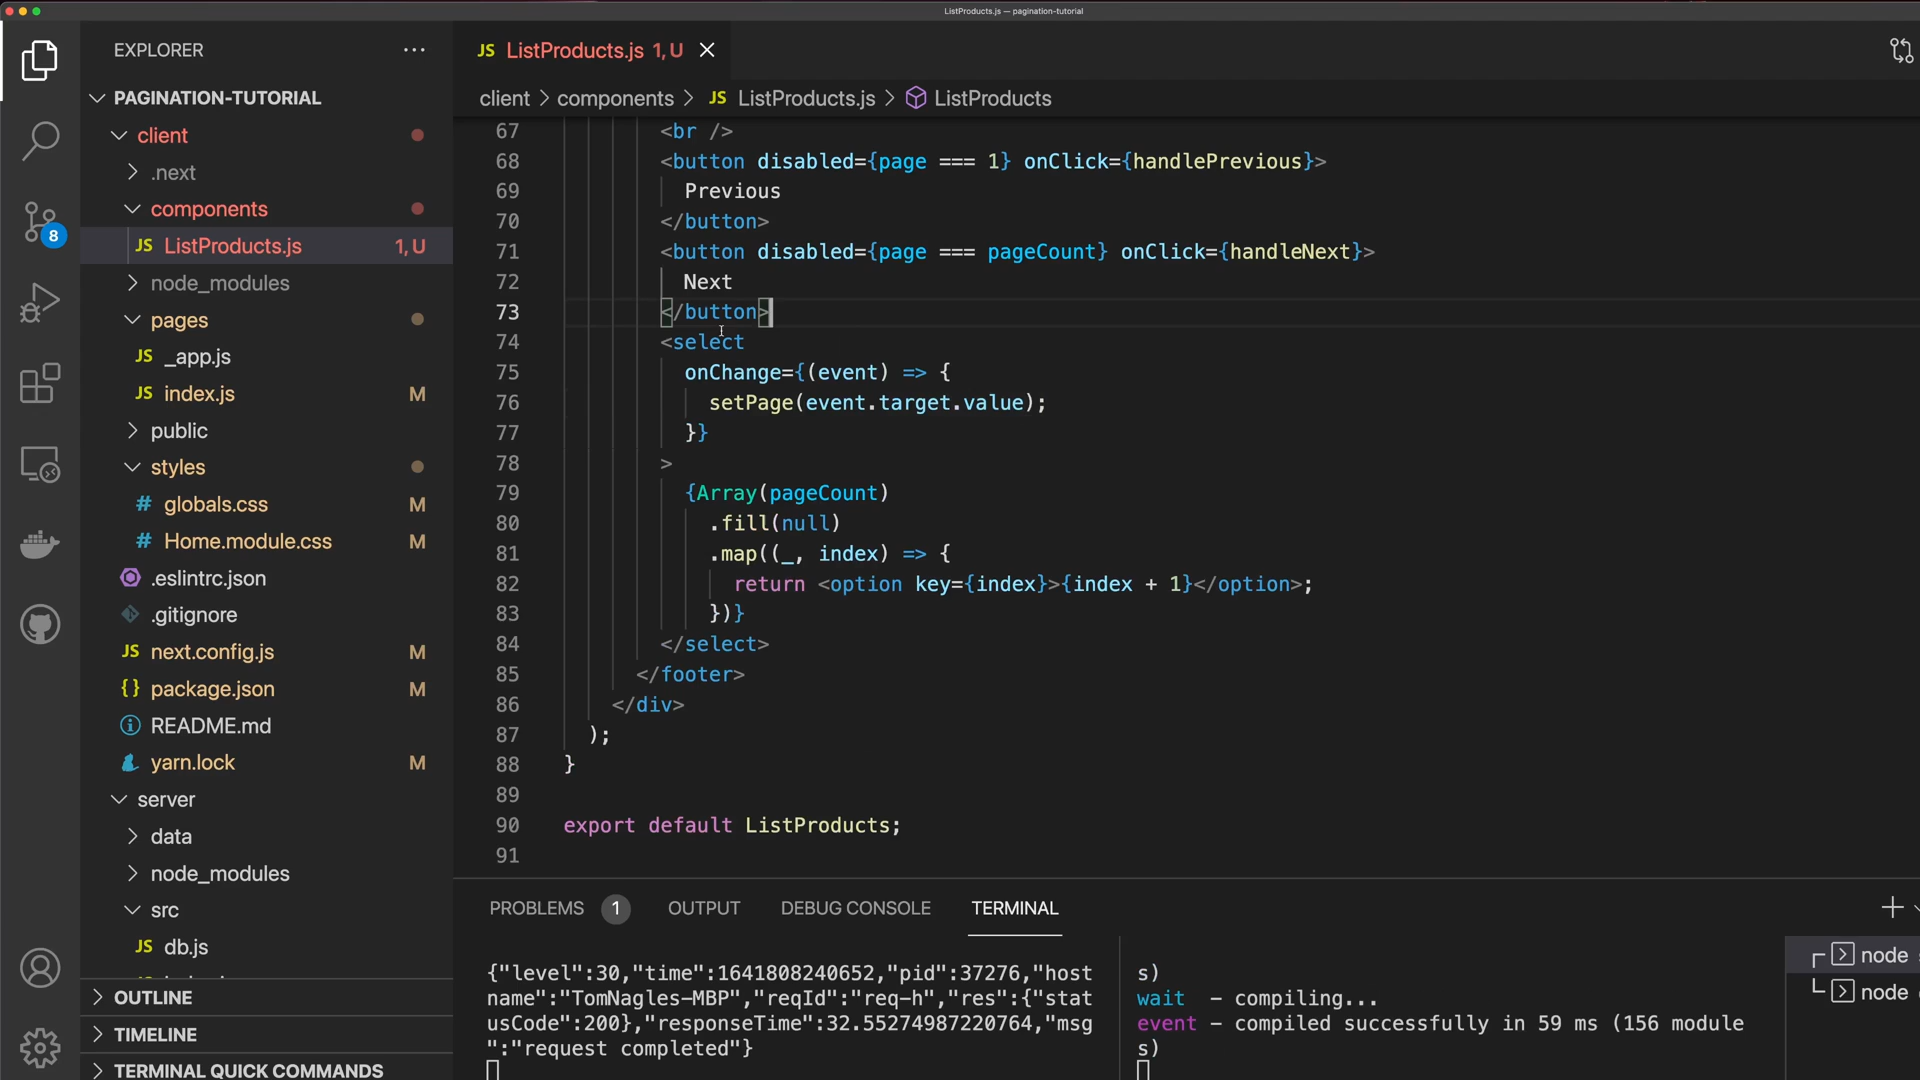 ListProducts.js — pagination-tutorial
EXPLORER
PAGINATION-TUTORIAL
client
.next
components
JS ListProducts.js 1, U
node_modules
pages
JS _app.js
JS index.js M
public
styles
# globals.css M
# Home.module.css M
.eslintrc.json
.gitignore
JS next.config.js M
{} package.json M
README.md
yarn.lock M
server
data
node_modules
src
JS db.js
OUTLINE
TIMELINE
TERMINAL QUICK COMMANDS
8
JS ListProducts.js 1, U
client > components > JS ListProducts.js > ListProducts
67 <br />
68 <button disabled={page === 1} onClick={handlePrevious}>
69 Previous
70 </button>
71 <button disabled={page === pageCount} onClick={handleNext}>
72 Next
73 </button>
74 <select
75 onChange={(event) => {
76 setPage(event.target.value);
77 }}
78 >
79 {Array(pageCount)
80 .fill(null)
81 .map((_, index) => {
82 return <option key={index}>{index + 1}</option>;
83 })}
84 </select>
85 </footer>
86 </div>
87 );
88 }
89
90 export default ListProducts;
91
PROBLEMS 1 OUTPUT DEBUG CONSOLE TERMINAL
{"level":30,"time":1641808240652,"pid":37276,"host
name":"TomNagles-MBP","reqId":"req-h","res":{"stat
usCode":200},"responseTime":32.55274987220764,"msg
":"request completed"}
s)
wait - compiling...
event - compiled successfully in 59 ms (156 module
s)
node
node